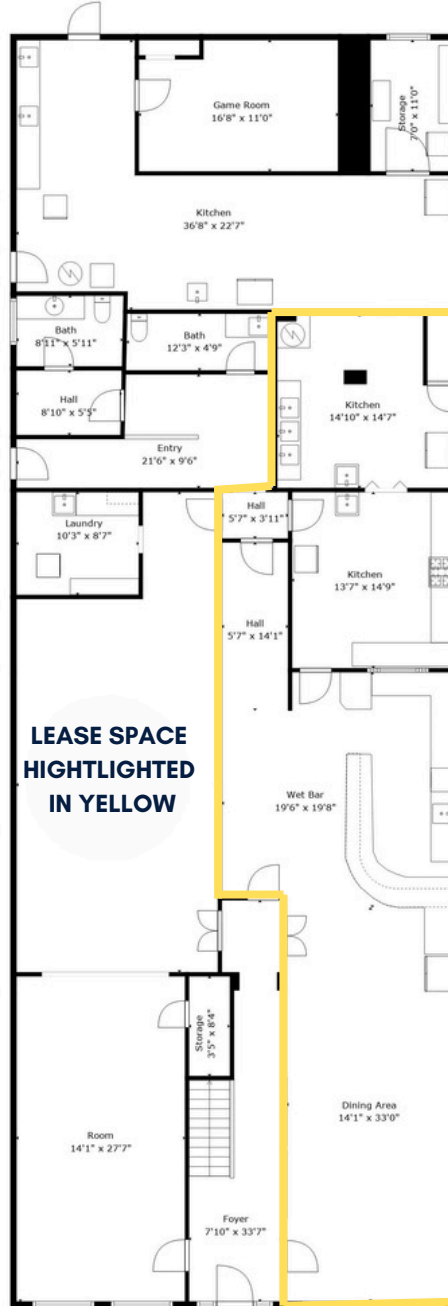 Game Room
16'8" x 11'0"
Storage
7'0" x 11'0"
Kitchen
36'8" x 22'7"
Bath
8'11" x 5'11"
Bath
12'3" x 4'9"
Kitchen
14'10" x 14'7"
Hall
8'10" x 5'5"
Entry
21'6" x 9'6"
Hall
5'7" x 3'11"
Laundry
10'3" x 8'7"
Kitchen
13'7" x 14'9"
Hall
5'7" x 14'1"
LEASE SPACE
HIGHTLIGHTED
IN YELLOW
Wet Bar
19'6" x 19'8"
Storage
3'5" x 8'4"
Dining Area
14'1" x 33'0"
Room
14'1" x 27'7"
Foyer
7'10" x 33'7"